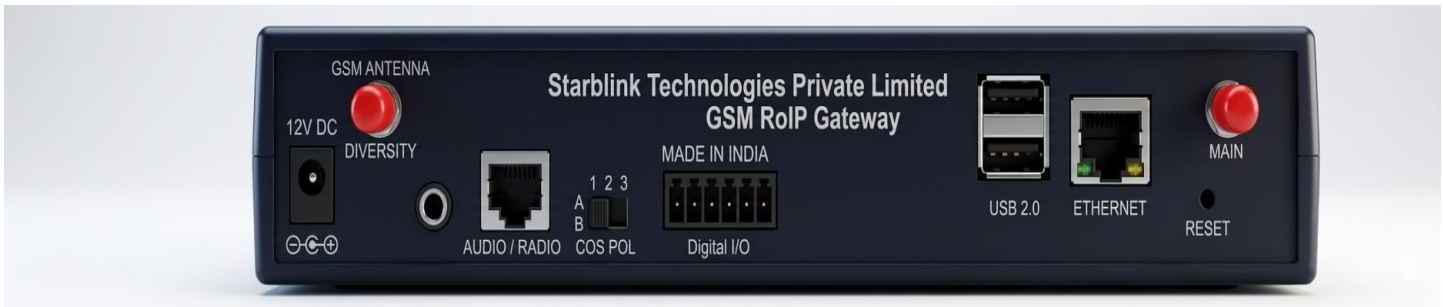 GSM ANTENNA
DIVERSITY
12V DC
AUDIO / RADIO
1 2 3
A
B
COS POL
Starblink Technologies Private Limited
GSM RoIP Gateway
MADE IN INDIA
Digital I/O
USB 2.0
ETHERNET
MAIN
RESET